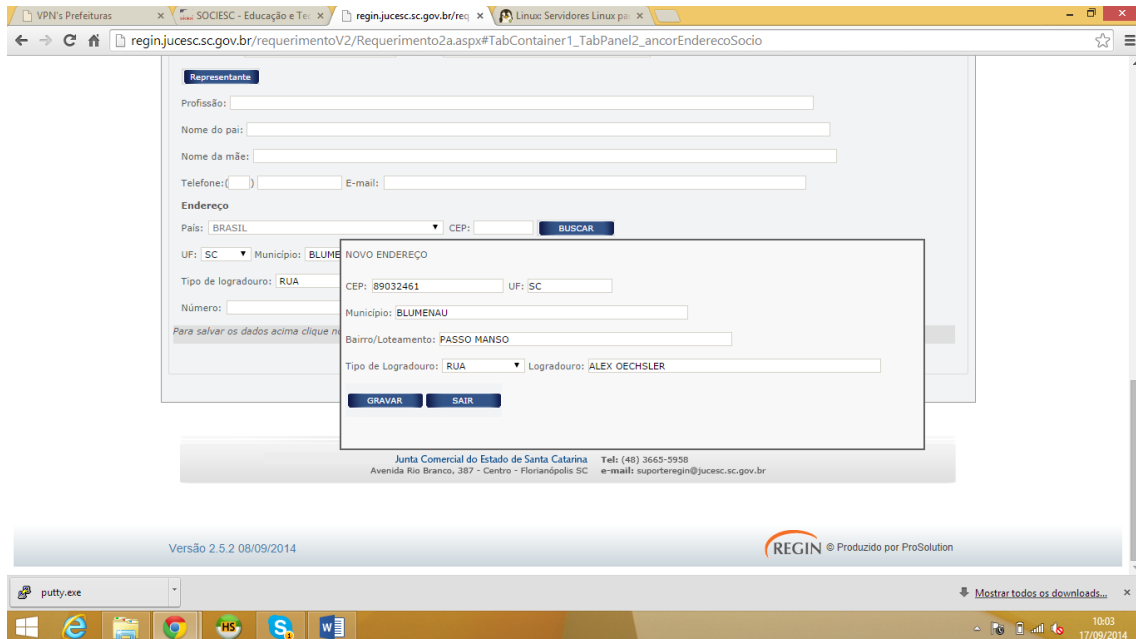 VPN's Prefeituras
SOCIESC - Educação e Te
regin.jucesc.sc.gov.br/req
Linux: Servidores Linux pa
regin.jucesc.sc.gov.br/requerimentoV2/Requerimento2a.aspx#TabContainer1_TabPanel2_ancorEnderecoSocio
Representante
Profissão:
Nome do pai:
Nome da mãe:
Telefone:( ) E-mail:
Endereço
País: BRASIL CEP: BUSCAR
UF: SC Município: BLUME
Tipo de logradouro: RUA
Número:
Para salvar os dados acima clique n
NOVO ENDEREÇO
CEP: 89032461 UF: SC
Município: BLUMENAU
Bairro/Loteamento: PASSO MANSO
Tipo de Logradouro: RUA Logradouro: ALEX OECHSLER
GRAVAR SAIR
Junta Comercial do Estado de Santa Catarina Tel: (48) 3665-5958
Avenida Rio Branco, 387 - Centro - Florianópolis SC e-mail: suporteregin@jucesc.sc.gov.br
Versão 2.5.2 08/09/2014
REGIN © Produzido por ProSolution
putty.exe
Mostrar todos os downloads...
HS
S
1
W
10:03
17/09/2014